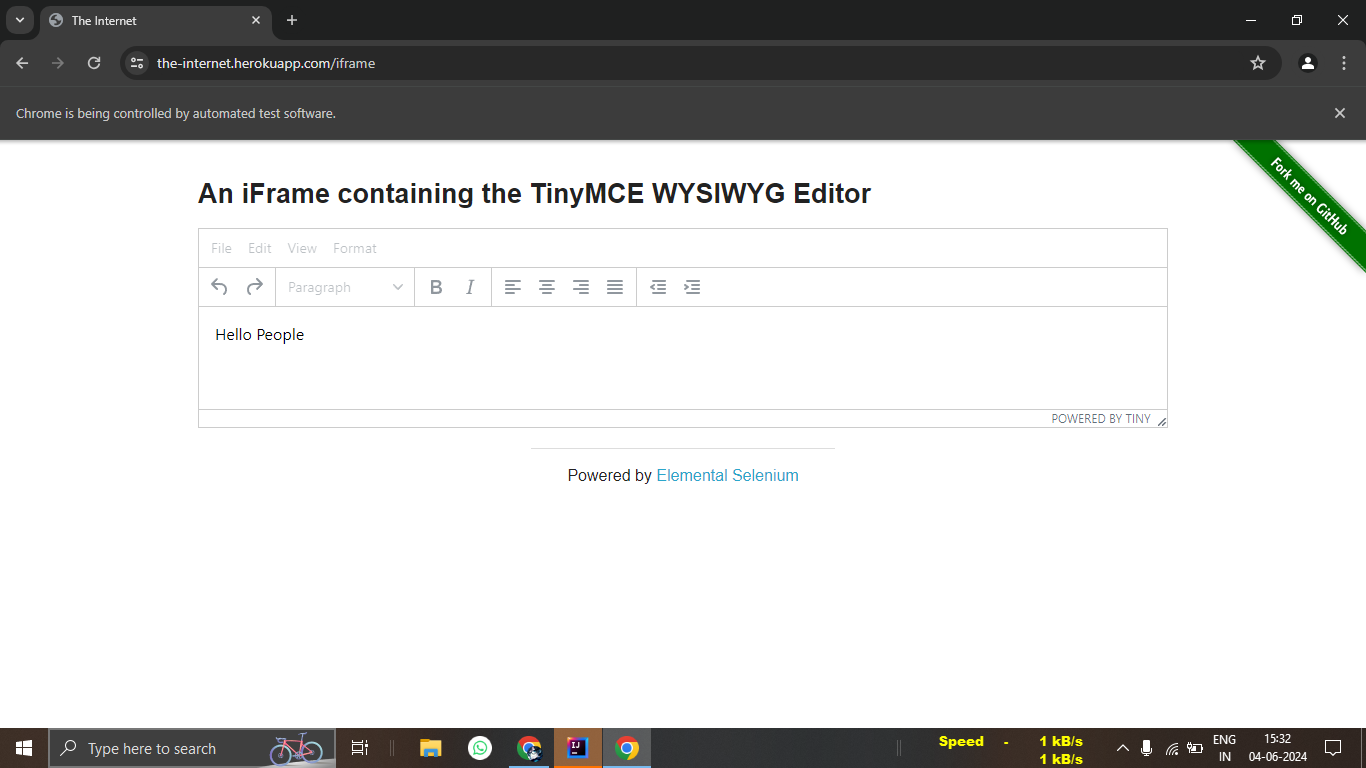 The Internet
the-internet.herokuapp.com/iframe
Chrome is being controlled by automated test software.
Fork me on GitHub
An iFrame containing the TinyMCE WYSIWYG Editor
File Edit View Format
Paragraph B I
Hello People
POWERED BY TINY
Powered by Elemental Selenium
Type here to search
Speed - 1 kB/s
1 kB/s
ENG
IN
15:32
04-06-2024